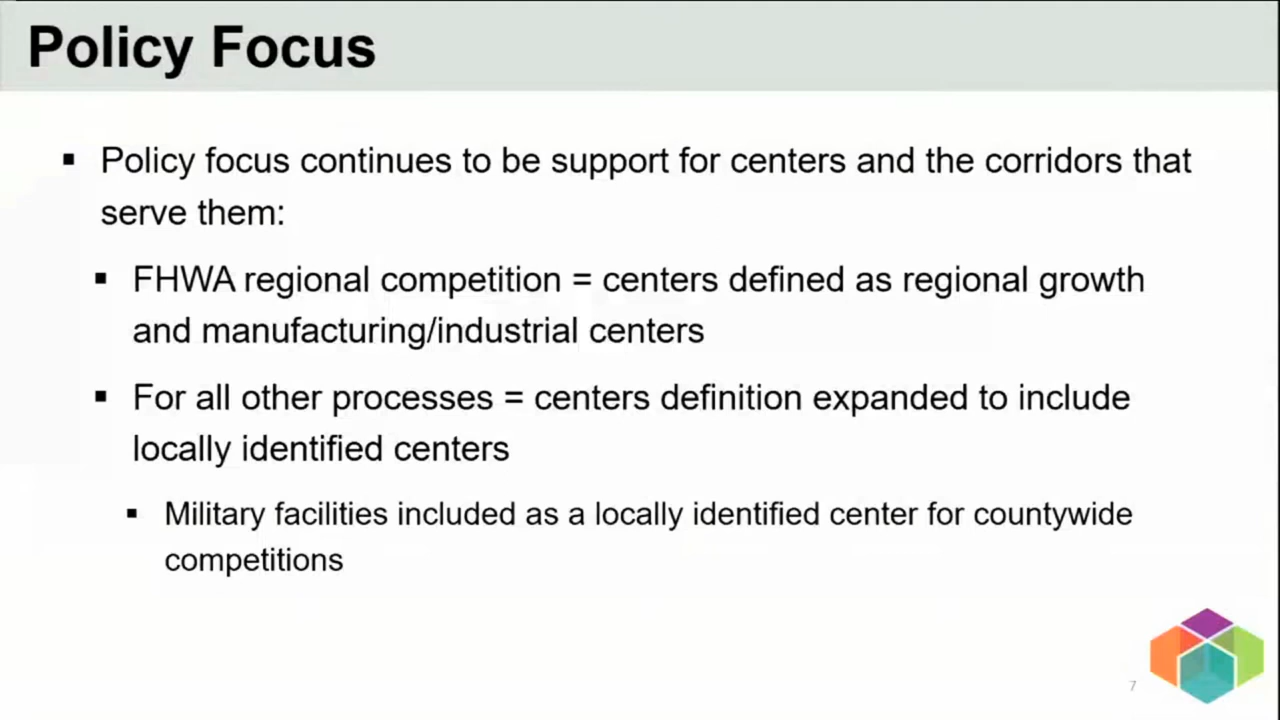 Policy Focus
▪ Policy focus continues to be support for centers and the corridors that
serve them:
▪ FHWA regional competition = centers defined as regional growth
and manufacturing/industrial centers
▪ For all other processes = centers definition expanded to include
locally identified centers
▪ Military facilities included as a locally identified center for countywide
competitions
7